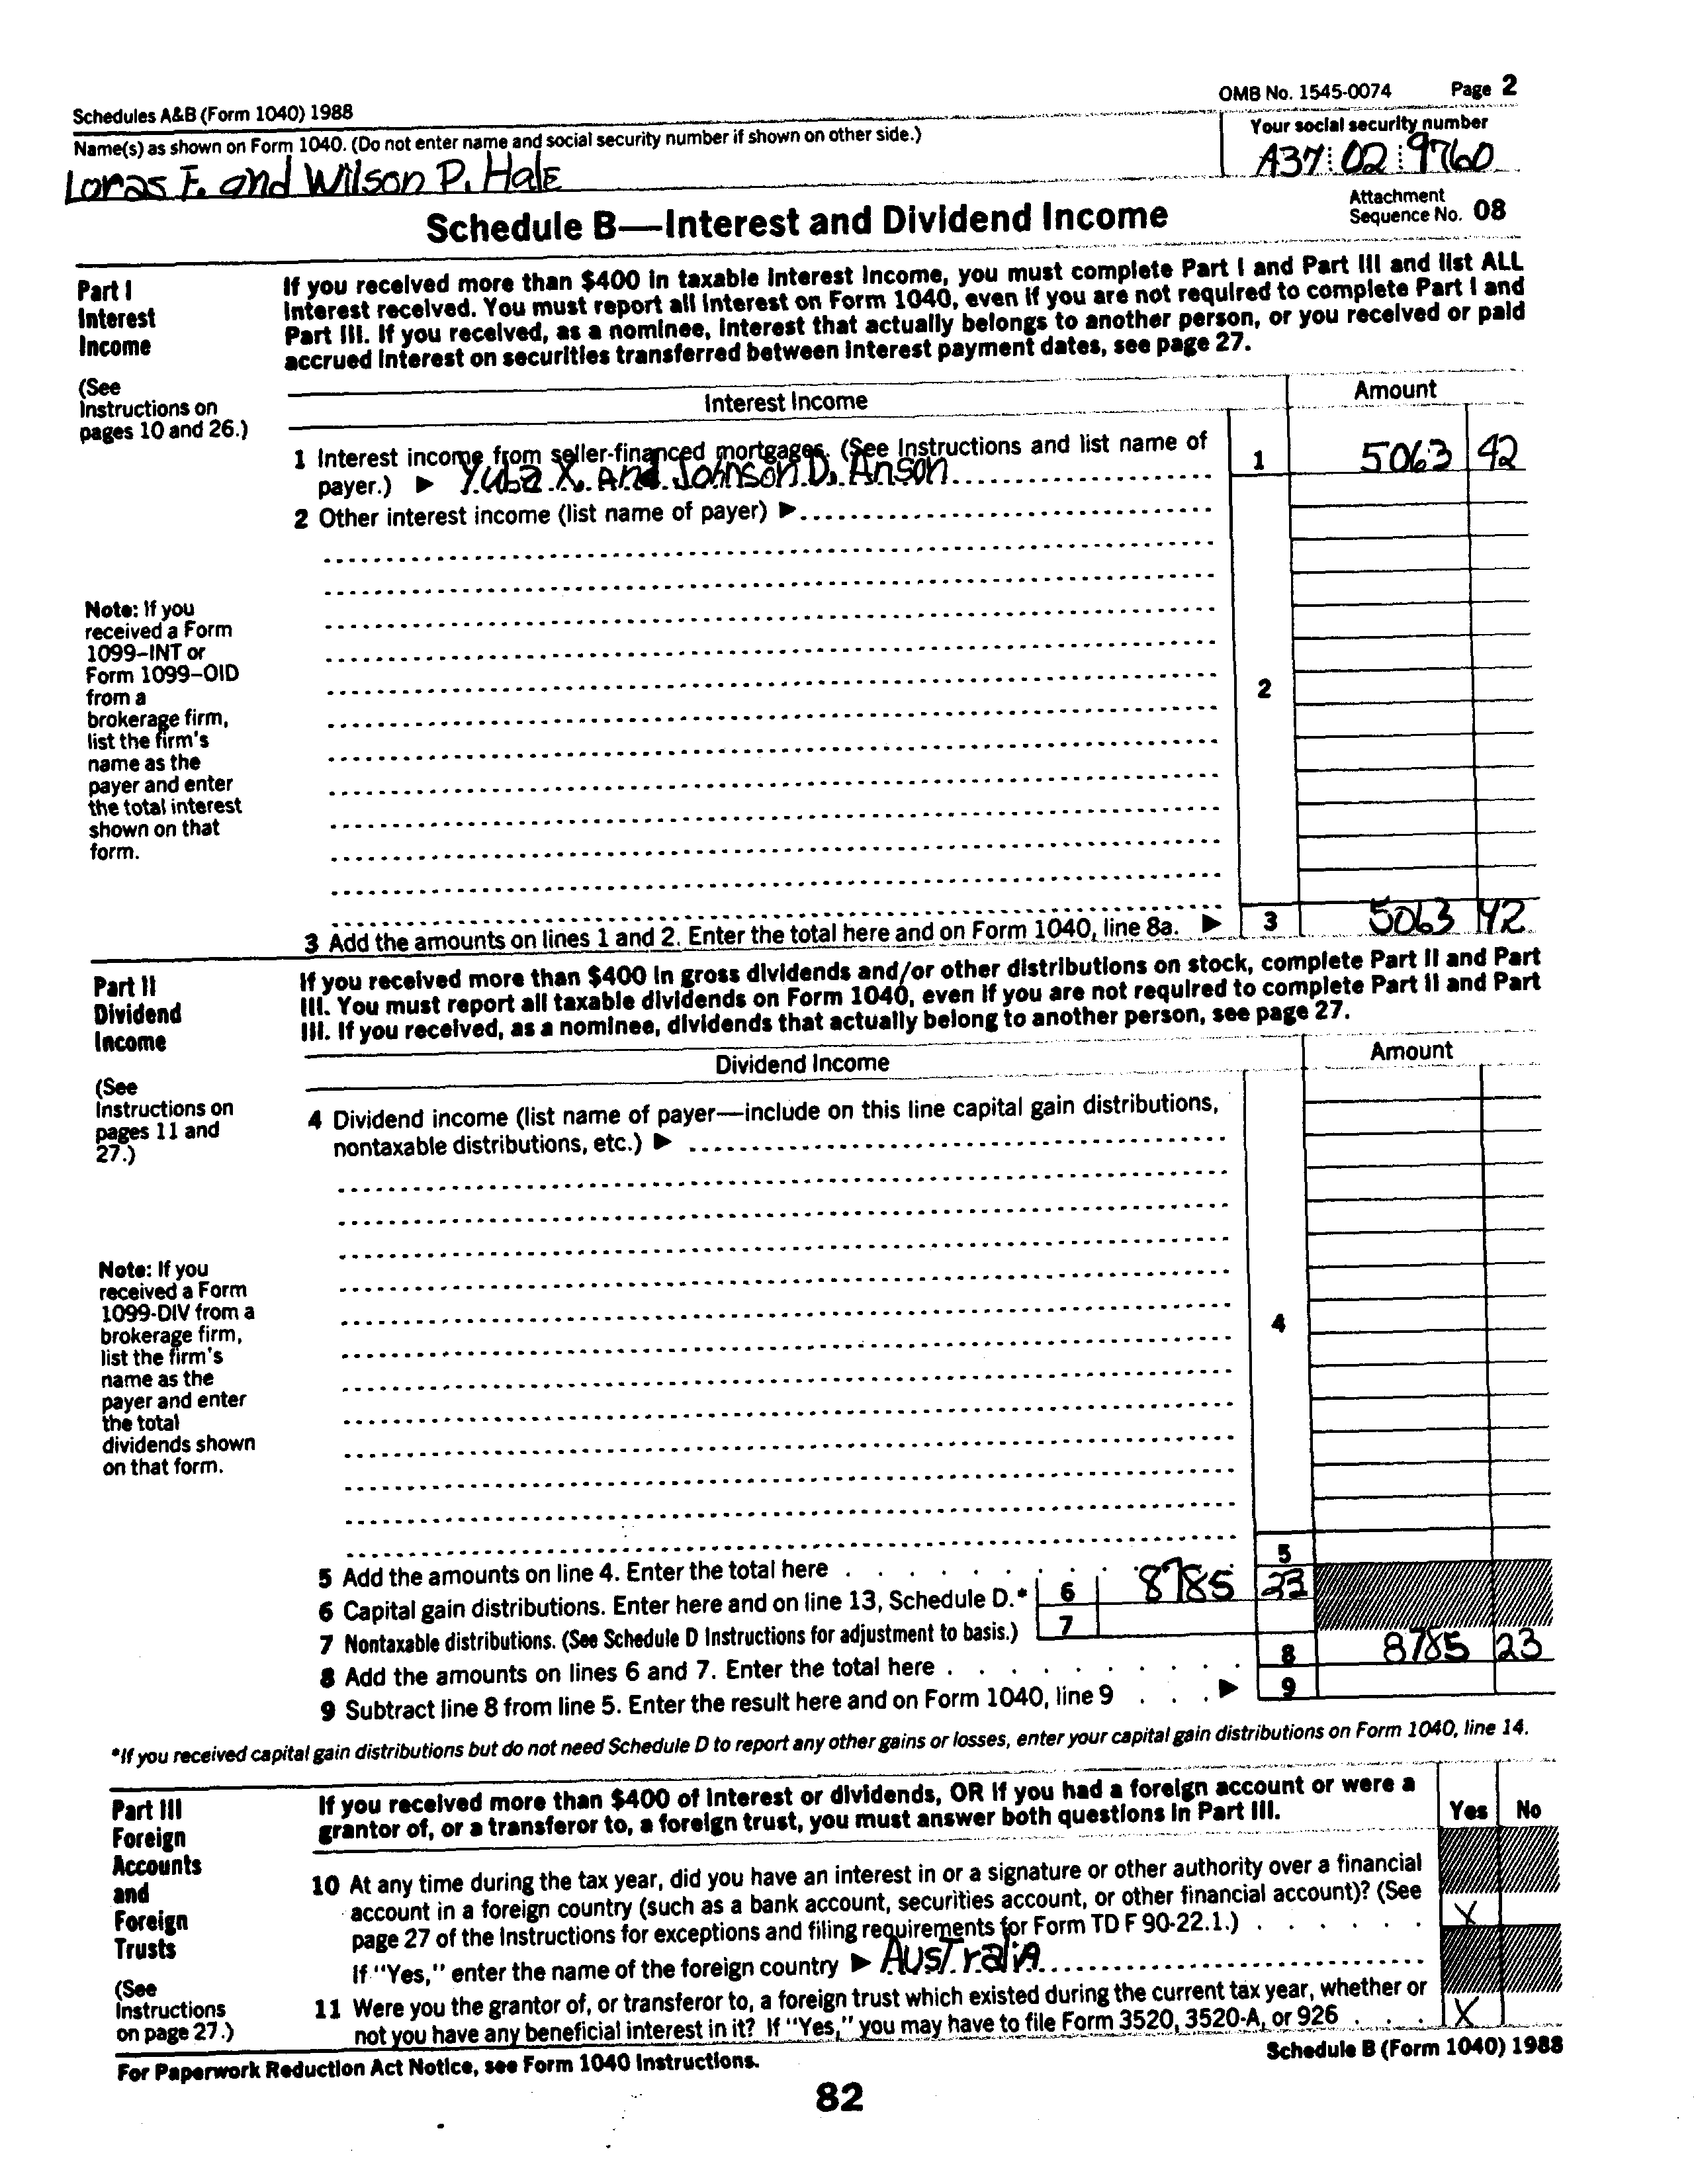 Schedules A&B (Form 1040) 1988
OMB No. 1545-0074 Page 2
Name(s) as shown on Form 1040. (Do not enter name and social security number if shown on other side.)
Your social security number
Loras F. and Wilson P. Hale
A37 02 9760
Schedule B—Interest and Dividend Income
Attachment
Sequence No. 08
Part I
Interest
Income
(See
Instructions on
pages 10 and 26.)
If you received more than $400 in taxable interest income, you must complete Part I and Part III and list ALL
interest received. You must report all interest on Form 1040, even if you are not required to complete Part I and
Part III. If you received, as a nominee, interest that actually belongs to another person, or you received or paid
accrued interest on securities transferred between interest payment dates, see page 27.
Interest Income
Amount
1 Interest income from seller-financed mortgages. (See Instructions and list name of
payer.) ▶ Yuba X. And Johnson D. Anson
1 5063 42
2 Other interest income (list name of payer) ▶
Note: If you
received a Form
1099–INT or
Form 1099–OID
from a
brokerage firm,
list the firm's
name as the
payer and enter
the total interest
shown on that
form.
2
3 Add the amounts on lines 1 and 2. Enter the total here and on Form 1040, line 8a. ▶ 3 5063 42
Part II
Dividend
Income
(See
Instructions on
pages 11 and
27.)
If you received more than $400 in gross dividends and/or other distributions on stock, complete Part II and Part
III. You must report all taxable dividends on Form 1040, even if you are not required to complete Part II and Part
III. If you received, as a nominee, dividends that actually belong to another person, see page 27.
Dividend Income
Amount
4 Dividend income (list name of payer—include on this line capital gain distributions,
nontaxable distributions, etc.) ▶
Note: If you
received a Form
1099-DIV from a
brokerage firm,
list the firm's
name as the
payer and enter
the total
dividends shown
on that form.
4
5 Add the amounts on line 4. Enter the total here 5
6 Capital gain distributions. Enter here and on line 13, Schedule D.* 6 8785 23
7 Nontaxable distributions. (See Schedule D Instructions for adjustment to basis.) 7
8 Add the amounts on lines 6 and 7. Enter the total here 8 8785 23
9 Subtract line 8 from line 5. Enter the result here and on Form 1040, line 9 ▶ 9
*If you received capital gain distributions but do not need Schedule D to report any other gains or losses, enter your capital gain distributions on Form 1040, line 14.
Part III
Foreign
Accounts
and
Foreign
Trusts
(See
Instructions
on page 27.)
If you received more than $400 of interest or dividends, OR if you had a foreign account or were a
grantor of, or a transferor to, a foreign trust, you must answer both questions in Part III.
Yes No
10 At any time during the tax year, did you have an interest in or a signature or other authority over a financial
account in a foreign country (such as a bank account, securities account, or other financial account)? (See
page 27 of the Instructions for exceptions and filing requirements for Form TD F 90-22.1.) X
If "Yes," enter the name of the foreign country ▶ Australia
11 Were you the grantor of, or transferor to, a foreign trust which existed during the current tax year, whether or
not you have any beneficial interest in it? If "Yes," you may have to file Form 3520, 3520-A, or 926 X
For Paperwork Reduction Act Notice, see Form 1040 Instructions.
Schedule B (Form 1040) 1988
82